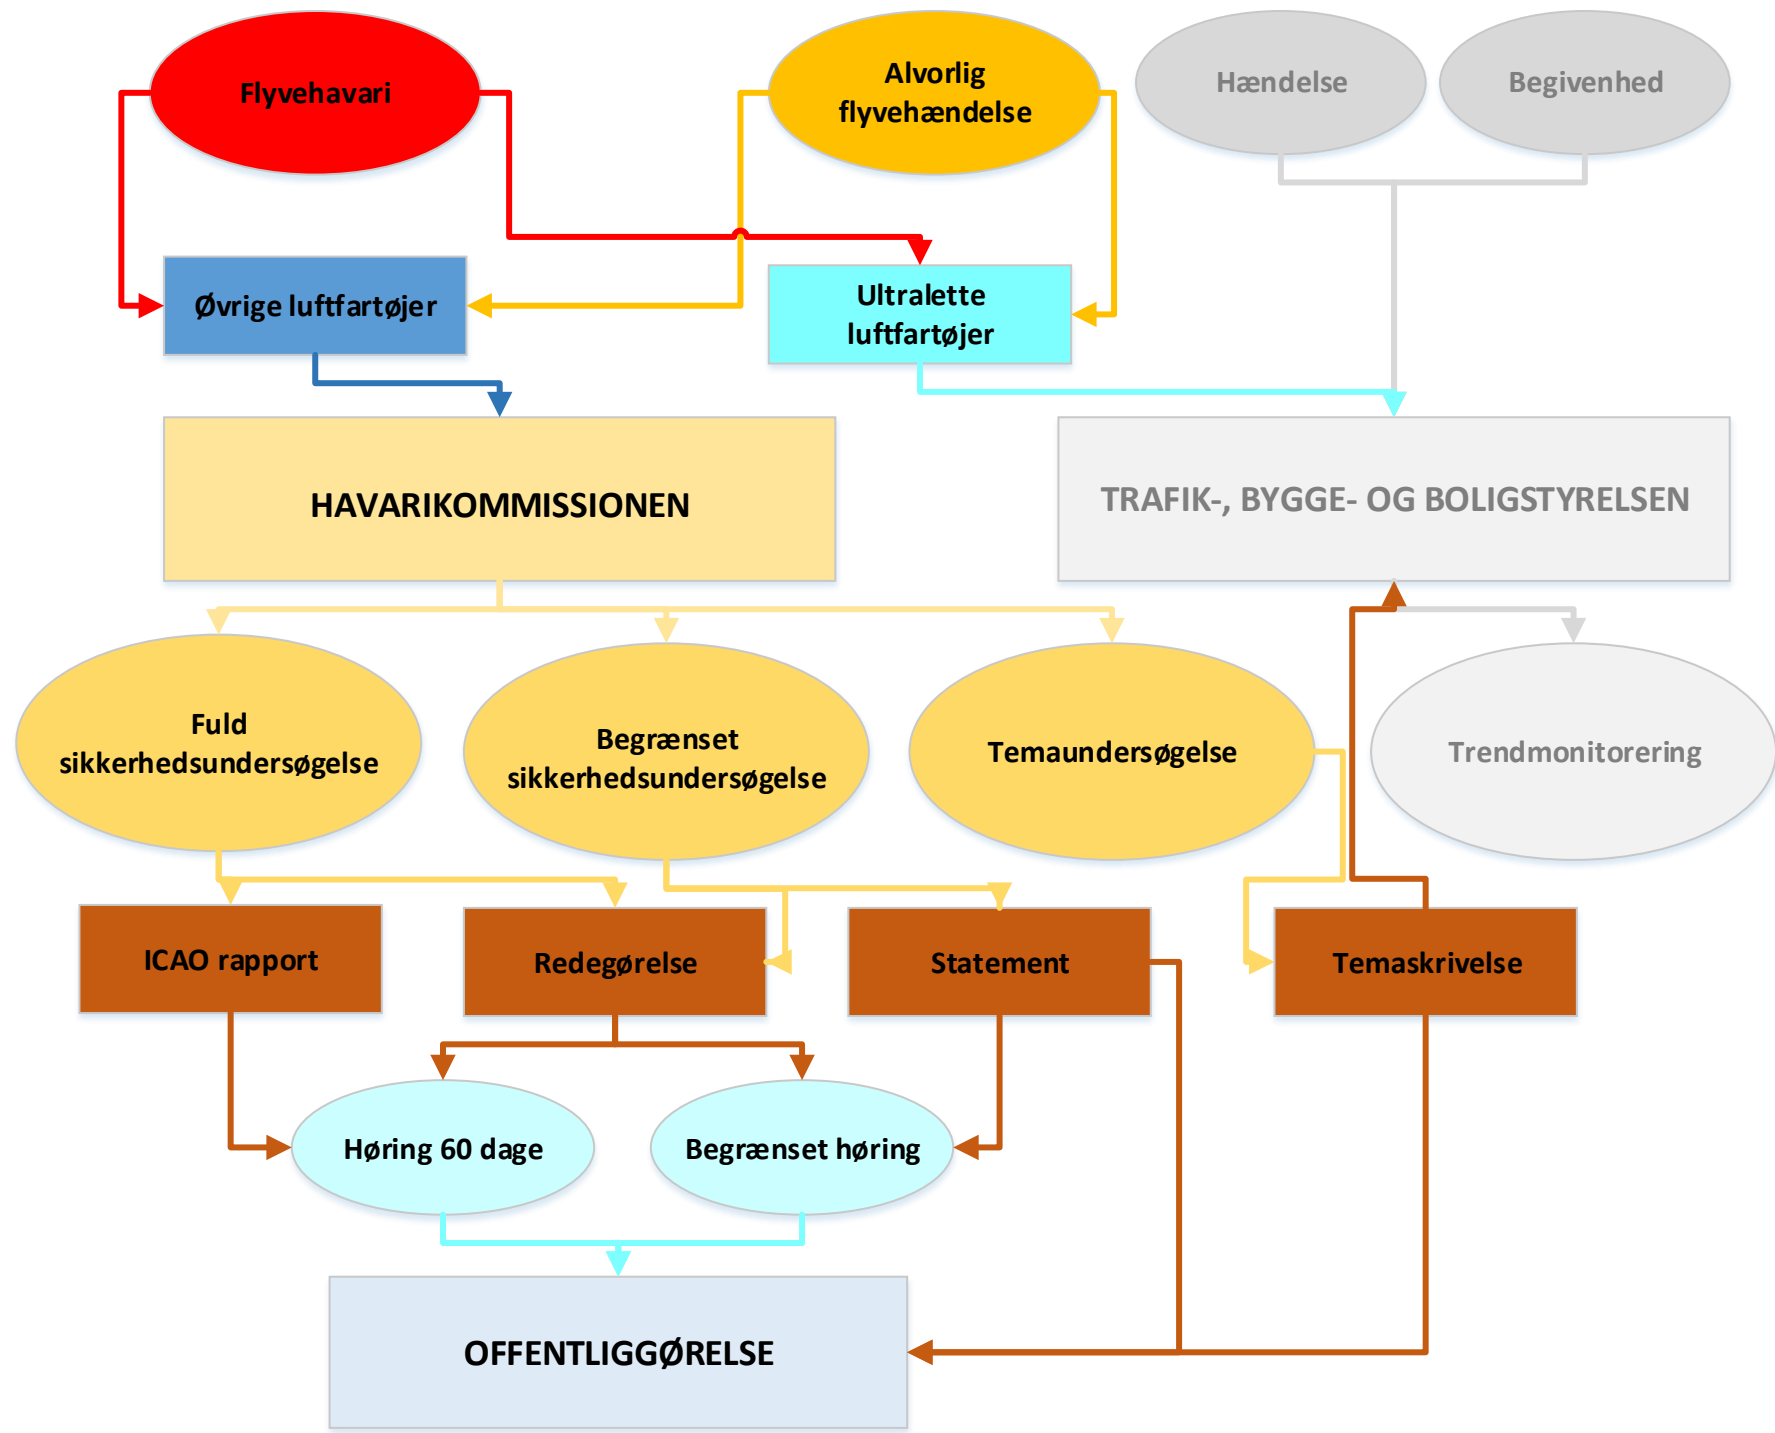 Flyvehavari
Alvorlig
flyvehændelse
Hændelse
Begivenhed
Øvrige luftfartøjer
Ultralette
luftfartøjer
HAVARIKOMMISSIONEN
TRAFIK-, BYGGE- OG BOLIGSTYRELSEN
Fuld
sikkerhedsundersøgelse
Begrænset
sikkerhedsundersøgelse
Temaundersøgelse
Trendmonitorering
ICAO rapport
Redegørelse
Statement
Temaskrivelse
Høring 60 dage
Begrænset høring
OFFENTLIGGØRELSE